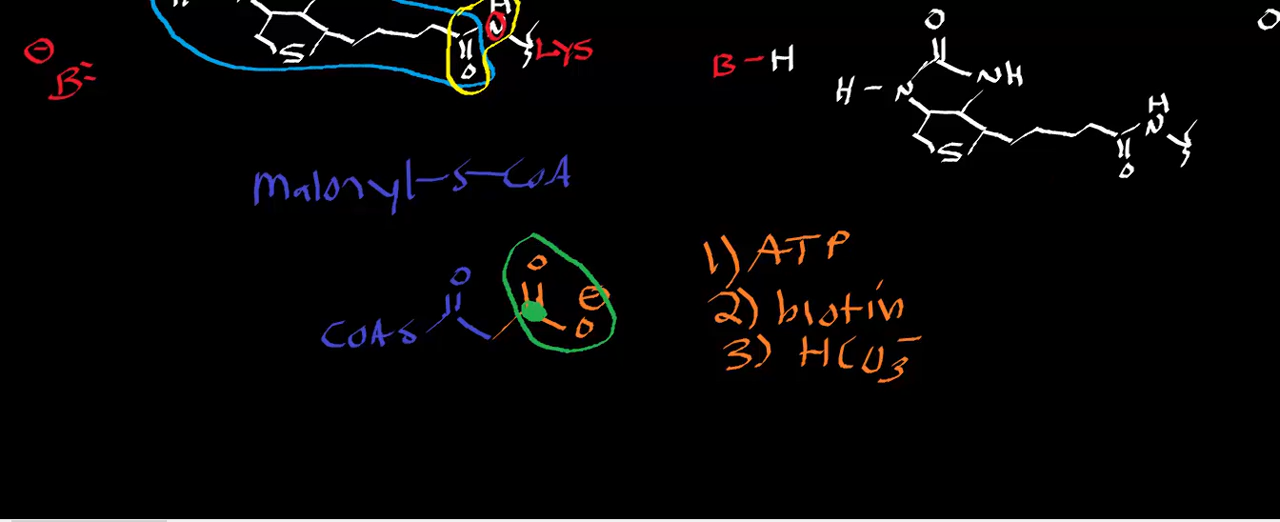 H
N
S
O
LYS
⊖
B:
B-H
O
O
H-N
NH
S
H
N
O
Malonyl-S-CoA
O
O
⊖
O
COAS
1) ATP
2) biotin
3) HCO3-